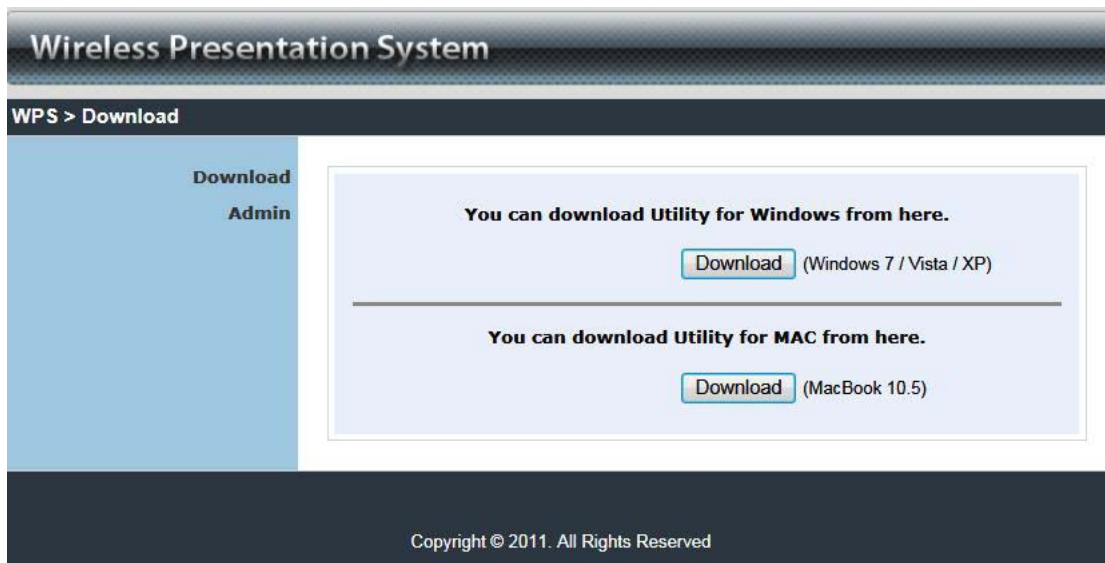 Wireless Presentation System
WPS > Download
Download
Admin
You can download Utility for Windows from here.
Download (Windows 7 / Vista / XP)
You can download Utility for MAC from here.
Download (MacBook 10.5)
Copyright © 2011. All Rights Reserved